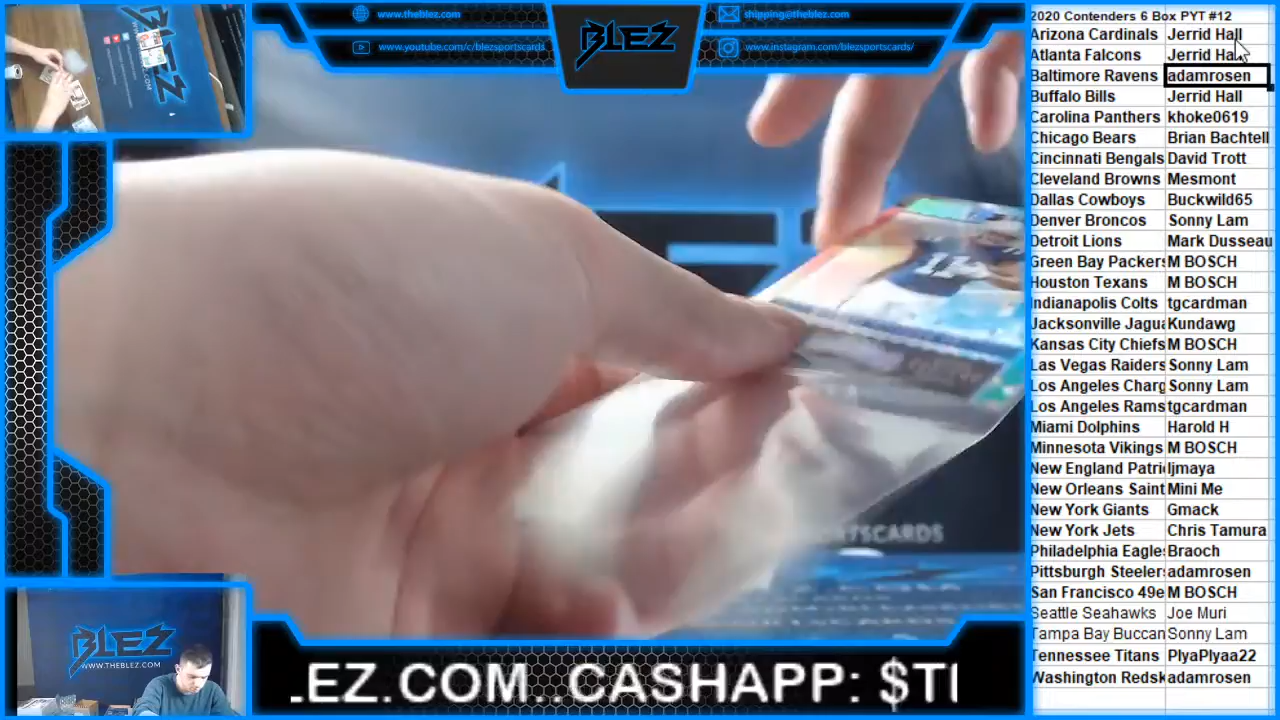 www.theblez.com
www.youtube.com/c/blezsportscards
BLEZ
shipping@theblez.com
www.instagram.com/blezsportscards/
2020 Contenders 6 Box PYT #12
Arizona Cardinals Jerrid Hall
Atlanta Falcons Jerrid Hall
Baltimore Ravens adamrosen
Buffalo Bills Jerrid Hall
Carolina Panthers khoke0619
Chicago Bears Brian Bachtell
Cincinnati Bengals David Trott
Cleveland Browns Mesmont
Dallas Cowboys Buckwild65
Denver Broncos Sonny Lam
Detroit Lions Mark Dusseau
Green Bay Packers M BOSCH
Houston Texans M BOSCH
Indianapolis Colts tgcardman
Jacksonville Jagua Kundawg
Kansas City Chiefs M BOSCH
Las Vegas Raiders Sonny Lam
Los Angeles Charg Sonny Lam
Los Angeles Rams tgcardman
Miami Dolphins Harold H
Minnesota Vikings M BOSCH
New England Patri ljmaya
New Orleans Saint Mini Me
New York Giants Gmack
New York Jets Chris Tamura
Philadelphia Eagle Braoch
Pittsburgh Steelers adamrosen
San Francisco 49e M BOSCH
Seattle Seahawks Joe Muri
Tampa Bay Buccan Sonny Lam
Tennessee Titans PlyaPlyaa22
Washington Redsk adamrosen
BLEZ
BLEZ
WWW.THEBLEZ.COM
.EZ.COM.. CASHAPP: $TI